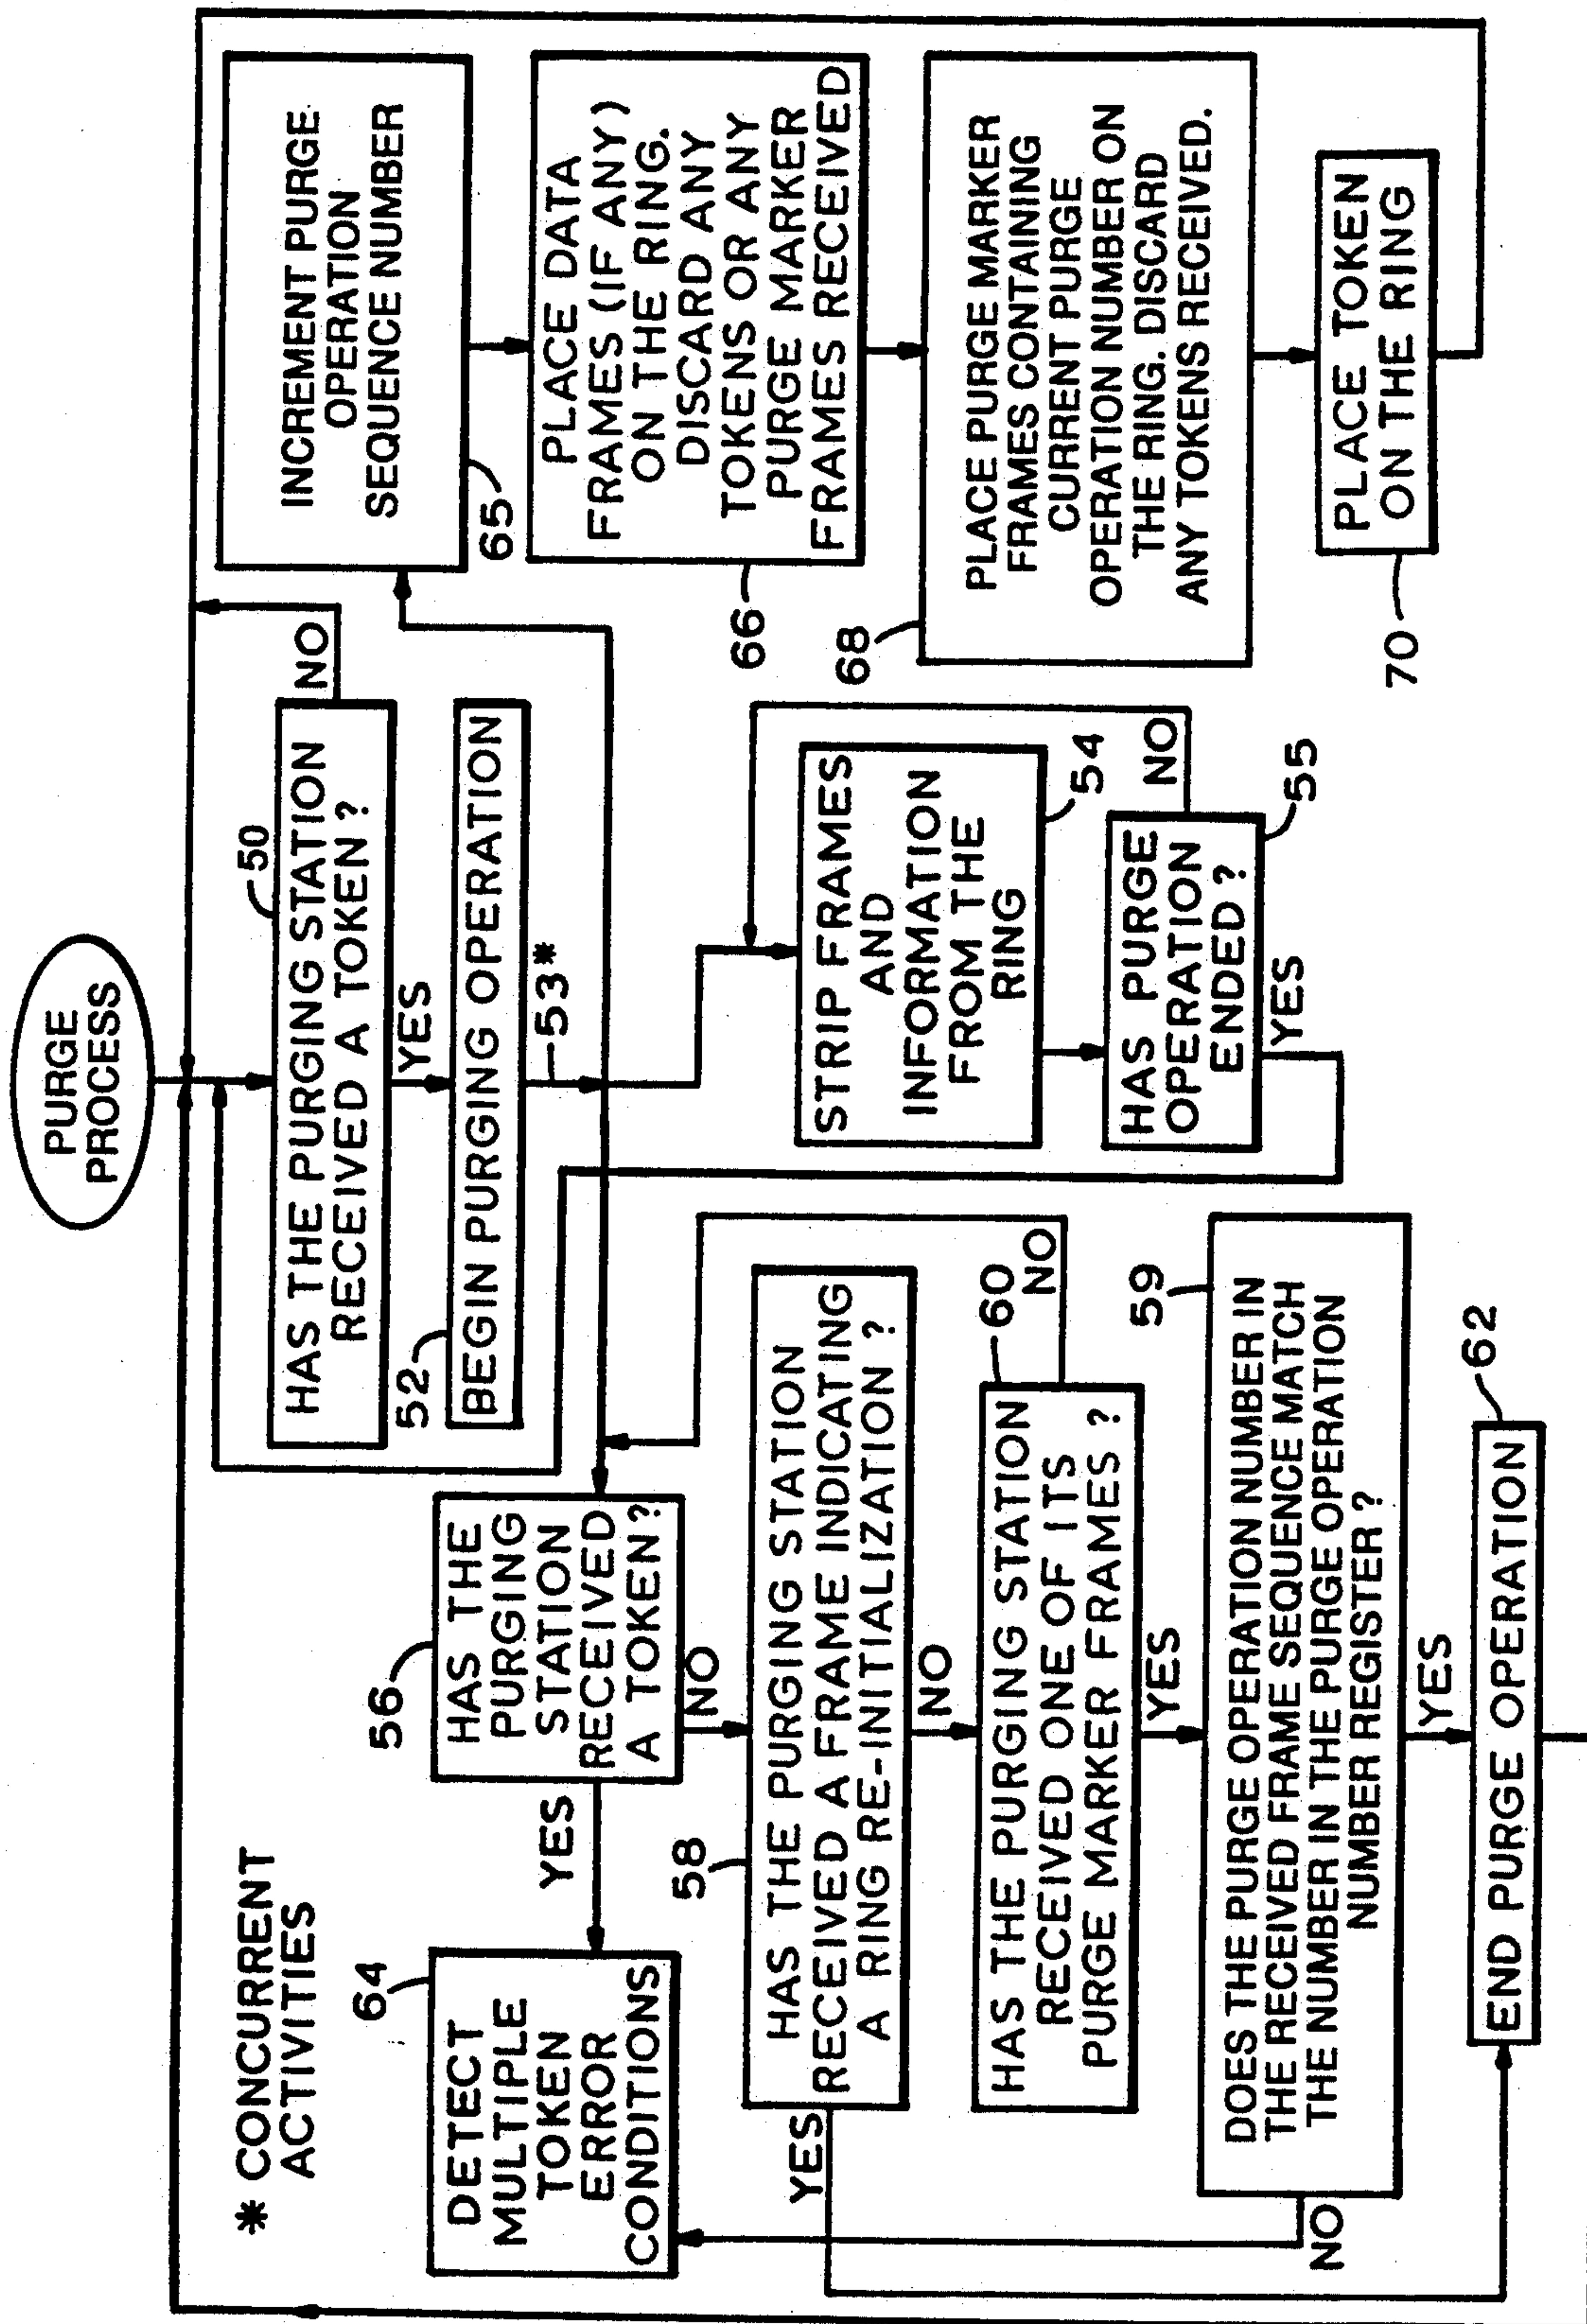 PURGE
PROCESS
* CONCURRENT
ACTIVITIES
50
HAS THE PURGING STATION
RECEIVED A TOKEN ?
NO
YES
52
BEGIN PURGING OPERATION
53*
56
HAS THE
PURGING
STATION
RECEIVED
A TOKEN ?
YES
NO
64
DETECT
MULTIPLE
TOKEN
ERROR
CONDITIONS
58
HAS THE PURGING STATION
RECEIVED A FRAME INDICATING
A RING RE-INITIALIZATION ?
YES
NO
60
HAS THE PURGING STATION
RECEIVED ONE OF ITS
PURGE MARKER FRAMES ?
NO
YES
59
DOES THE PURGE OPERATION NUMBER IN
THE RECEIVED FRAME SEQUENCE MATCH
THE NUMBER IN THE PURGE OPERATION
NUMBER REGISTER ?
NO
YES
62
END PURGE OPERATION
STRIP FRAMES
AND
INFORMATION
FROM THE
RING
54
HAS PURGE
OPERATION
ENDED ?
NO
55
YES
INCREMENT PURGE
OPERATION
SEQUENCE NUMBER
65
PLACE DATA
FRAMES (IF ANY)
ON THE RING.
DISCARD ANY
TOKENS OR ANY
PURGE MARKER
FRAMES RECEIVED
66
68
PLACE PURGE MARKER
FRAMES CONTAINING
CURRENT PURGE
OPERATION NUMBER ON
THE RING. DISCARD
ANY TOKENS RECEIVED.
PLACE TOKEN
ON THE RING
70